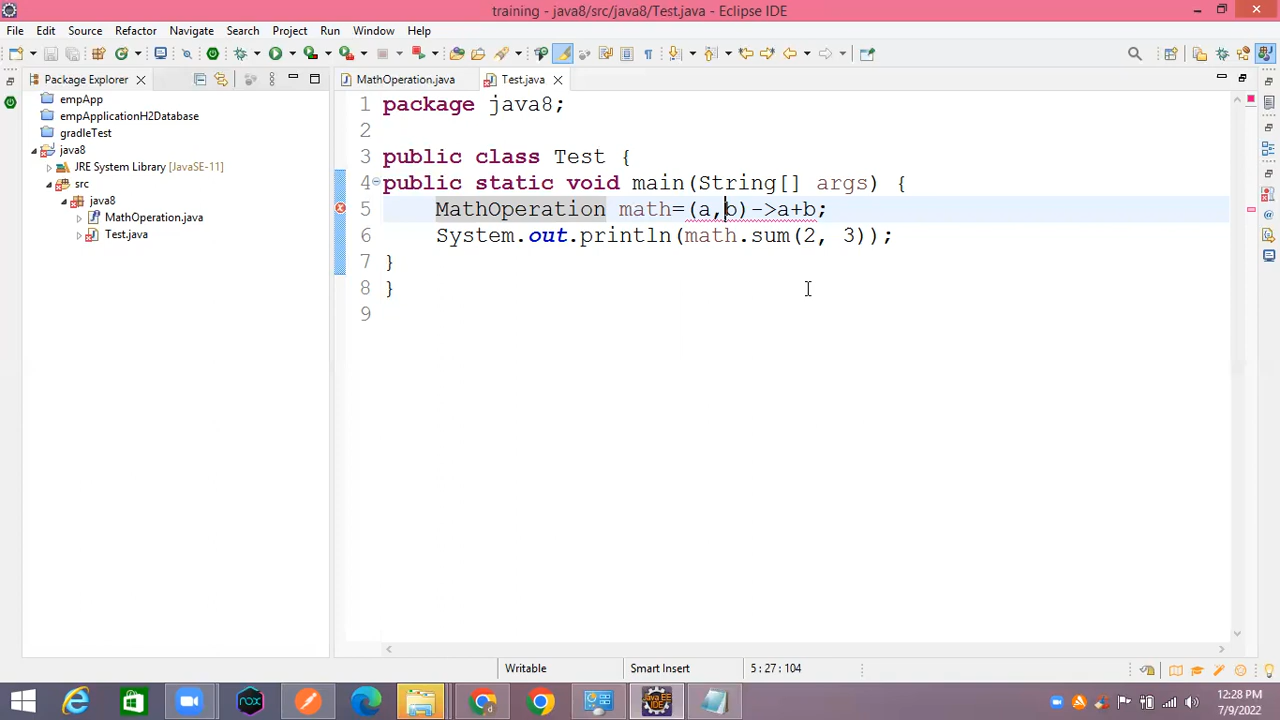 training - java8/src/java8/Test.java - Eclipse IDE
File Edit Source Refactor Navigate Search Project Run Window Help
Package Explorer
MathOperation.java
Test.java
empApp
empApplicationH2Database
gradleTest
java8
JRE System Library [JavaSE-11]
src
java8
MathOperation.java
Test.java
1 package java8;
2
3 public class Test {
4 public static void main(String[] args) {
5 MathOperation math=(a,b)->a+b;
6 System.out.println(math.sum(2, 3));
7 }
8 }
9
Writable
Smart Insert
5 : 27 : 104
nox
Java EE
IDE
12:28 PM
7/9/2022